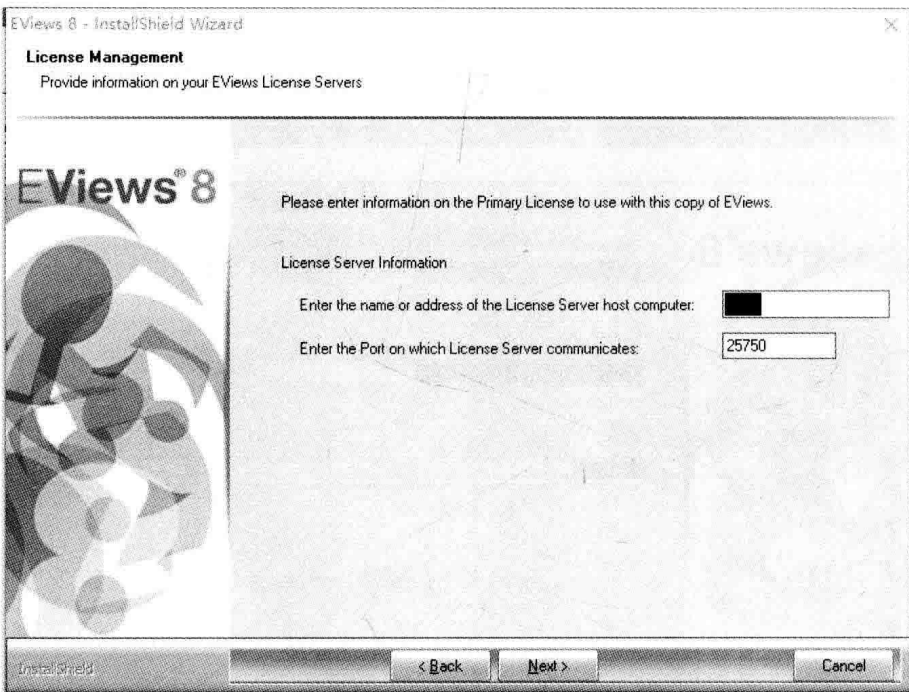 EViews 8 - InstallShield Wizard
License Management
Provide information on your EViews License Servers
EViews® 8
Please enter information on the Primary License to use with this copy of EViews.
License Server Information
Enter the name or address of the License Server host computer:
Enter the Port on which License Server communicates: 25750
InstallShield
< Back Next > Cancel